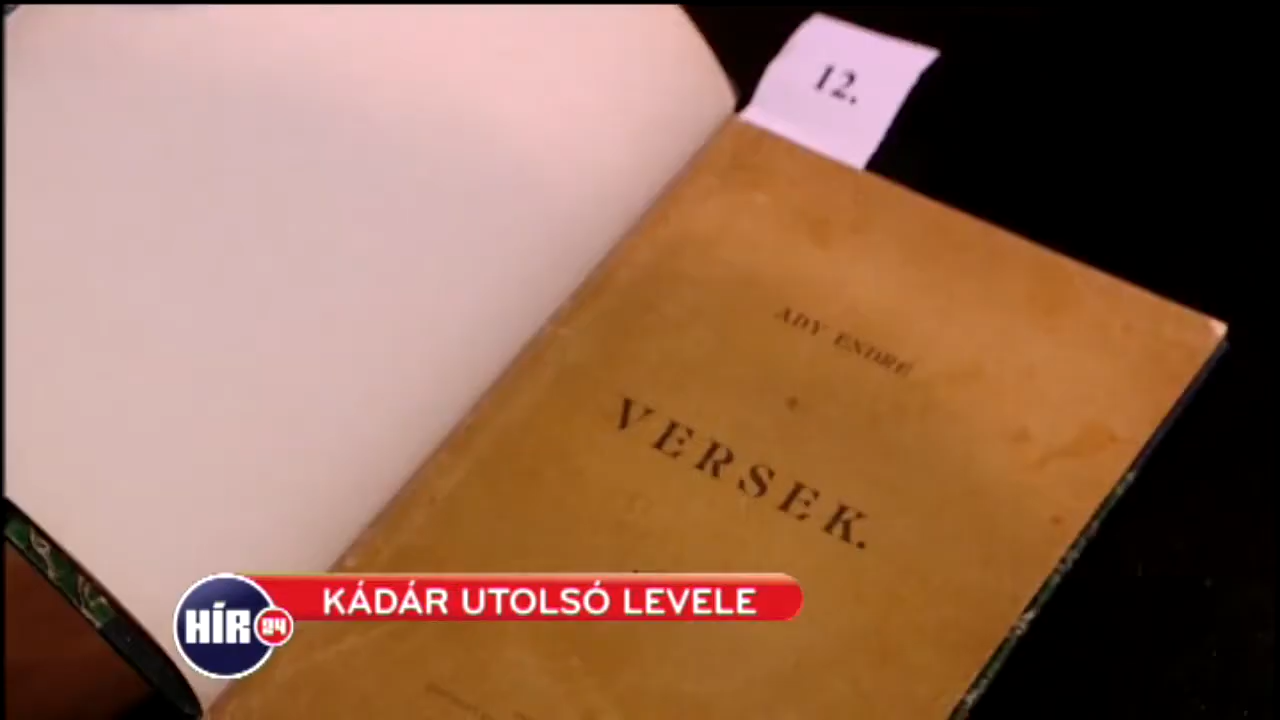 12.
ADY ENDRE
VERSEK.
KÁDÁR UTOLSÓ LEVELE
HÍR 24